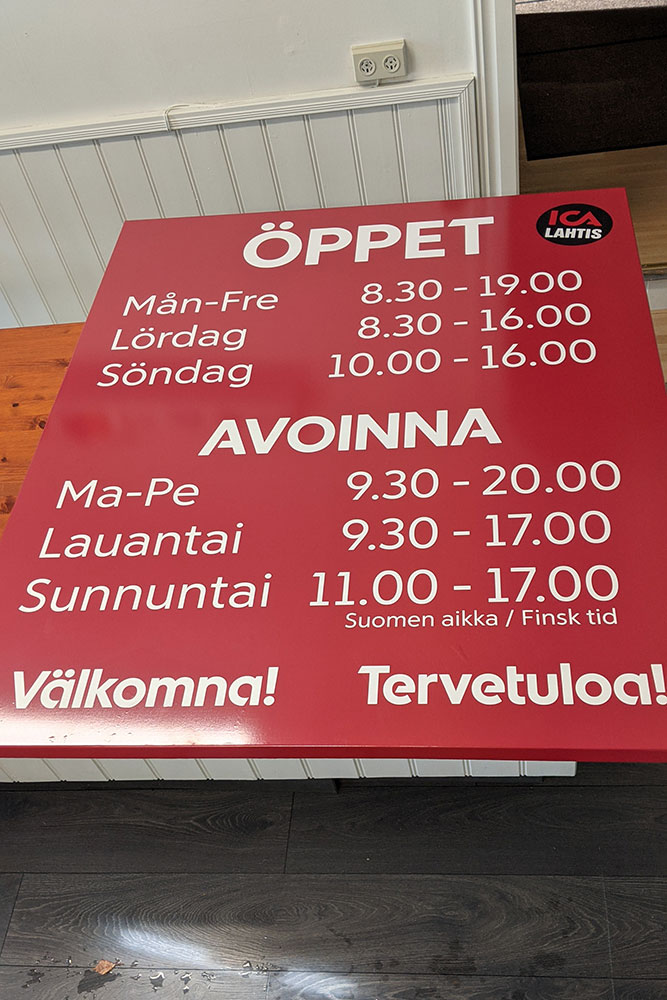 ÖPPET
ICA
LAHTIS
Mån-Fre 8.30 - 19.00
Lördag 8.30 - 16.00
Söndag 10.00 - 16.00
AVOINNA
Ma-Pe 9.30 - 20.00
Lauantai 9.30 - 17.00
Sunnuntai 11.00 - 17.00
Suomen aikka / Finsk tid
Välkomna! Tervetuloa!